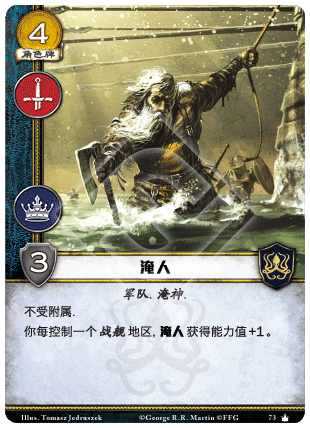 4
角色牌
3
淹人
军队. 淹神.
不受附属.
你每控制一个 战舰 地区, 淹人 获得能力值 +1。
Illus. Tomasz Jedruszek ©George R.R. Martin ©FFG 73